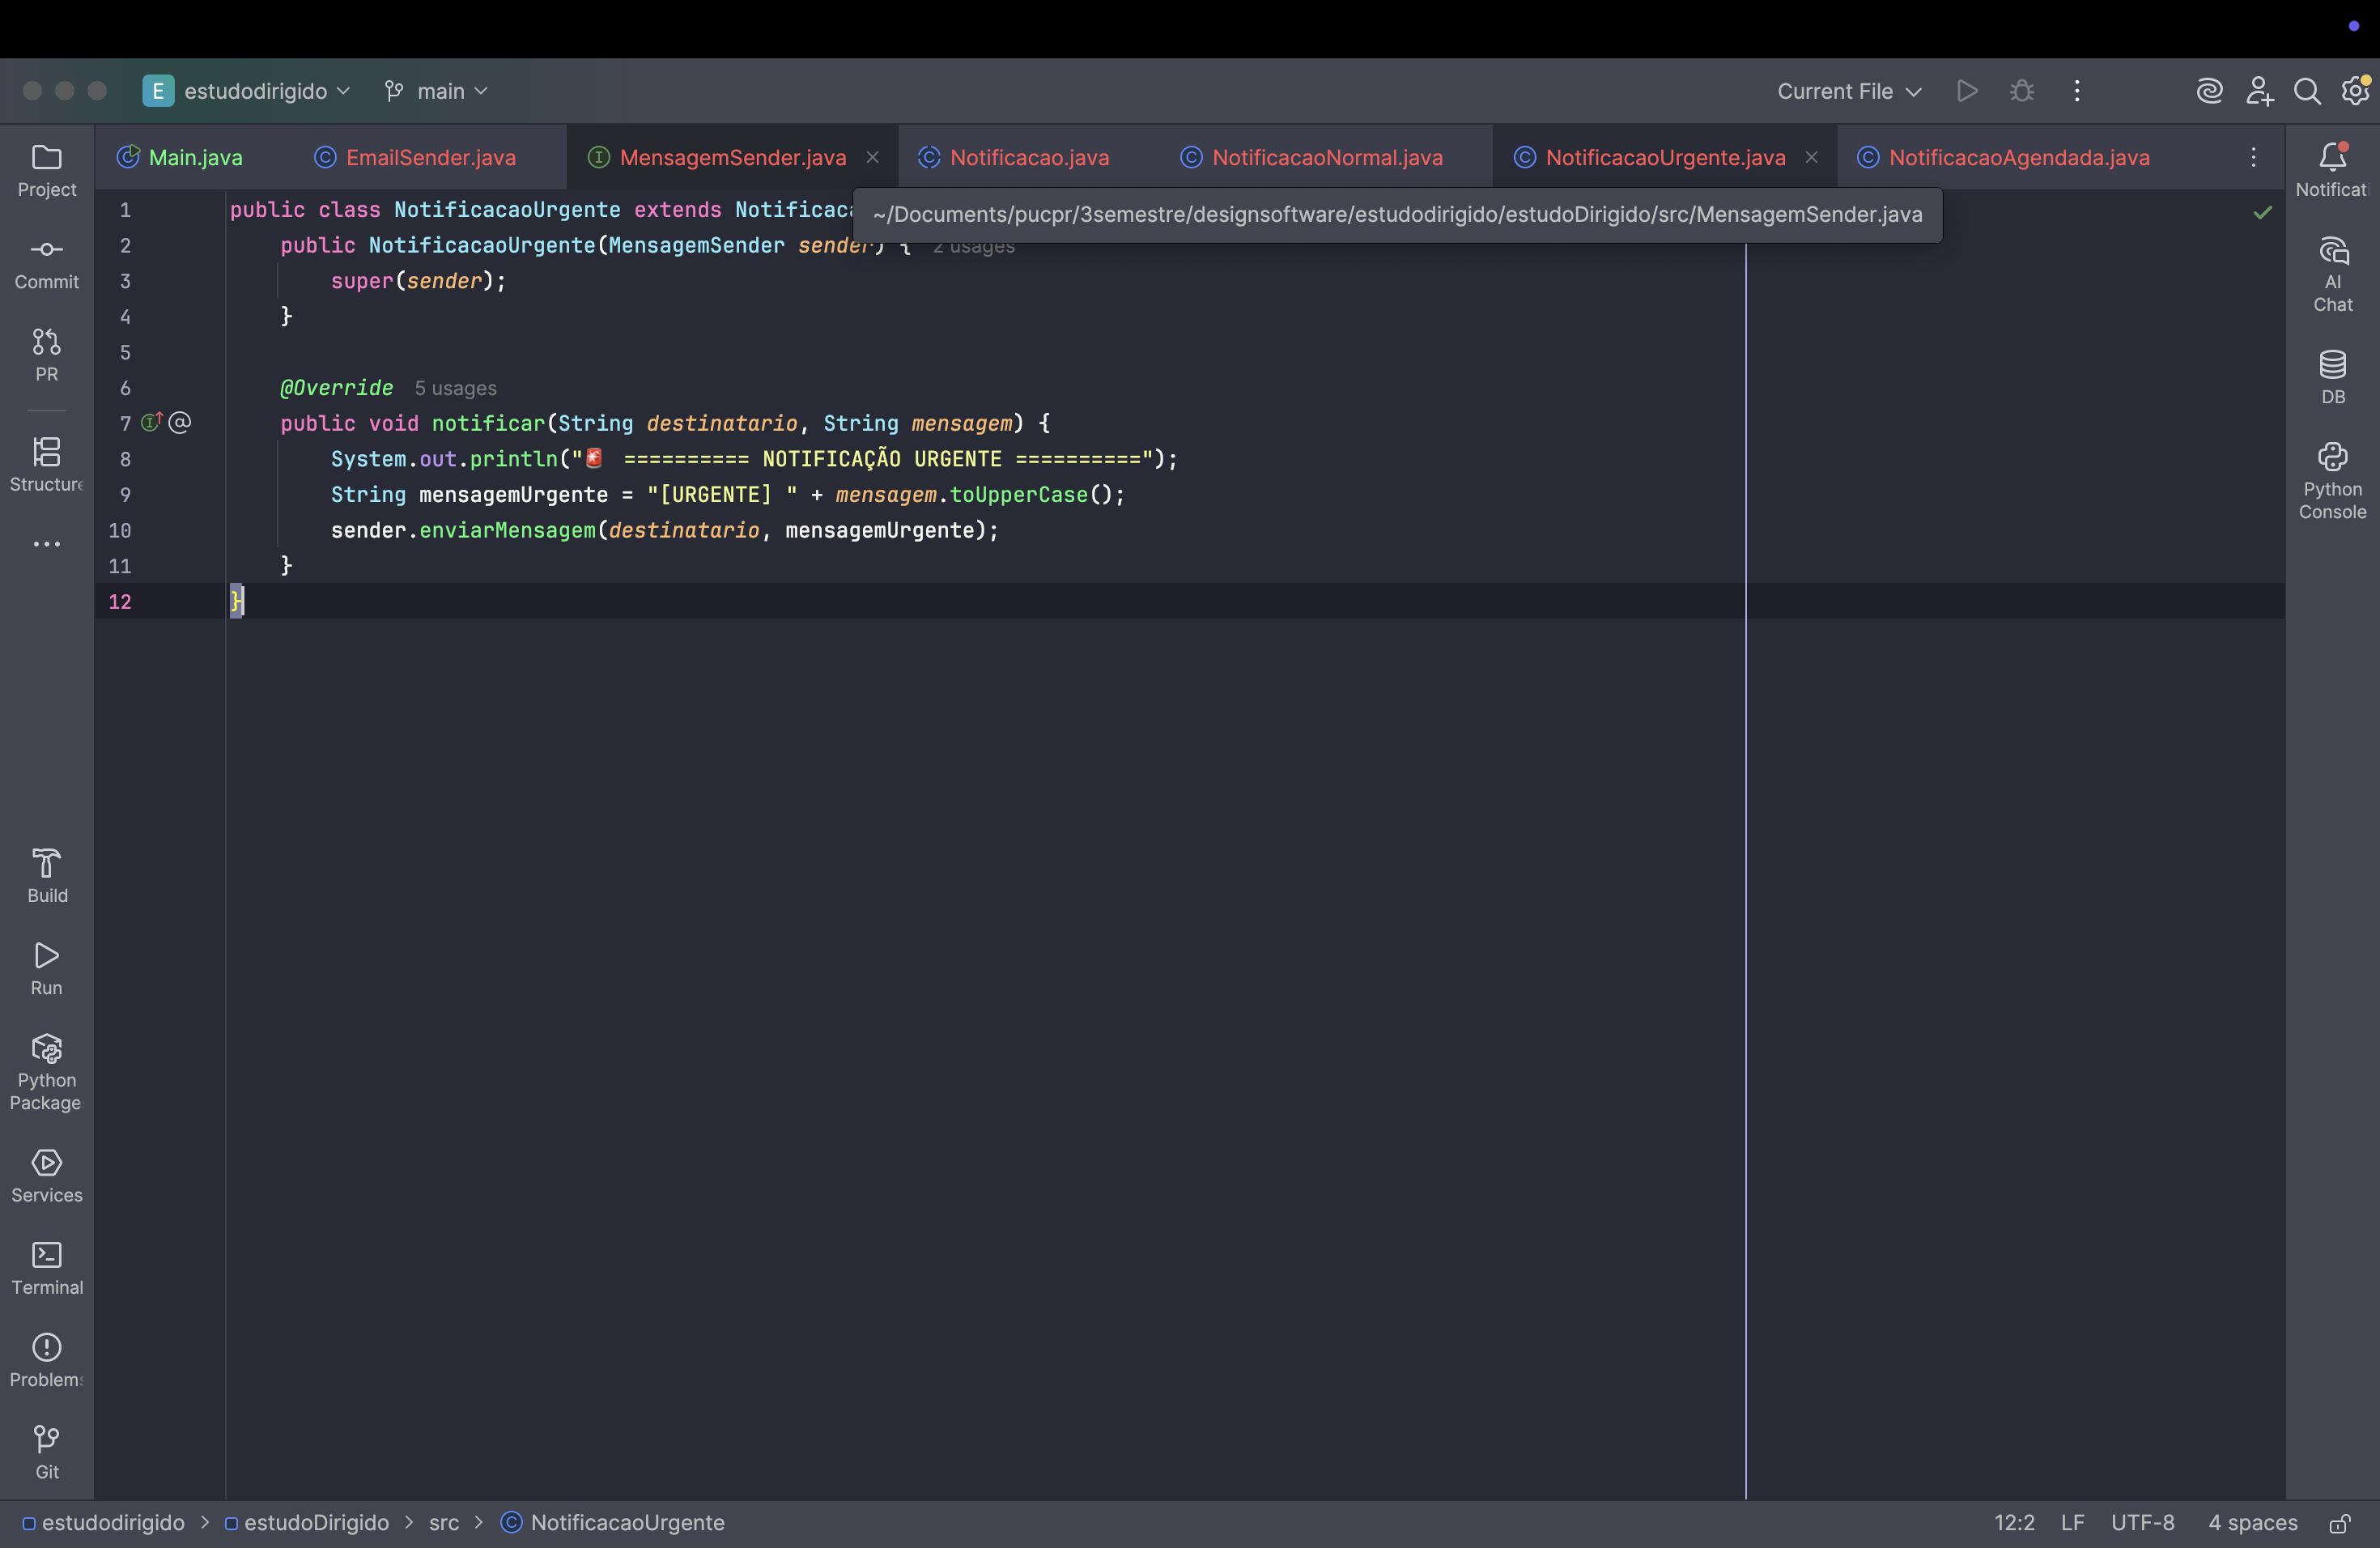 E estudodirigido main Current File
Main.java EmailSender.java MensagemSender.java Notificacao.java NotificacaoNormal.java NotificacaoUrgente.java NotificacaoAgendada.java
~/Documents/pucpr/3semestre/designsoftware/estudodirigido/estudoDirigido/src/MensagemSender.java
Project
Commit
PR
Structure
Build
Run
Python
Package
Services
Terminal
Problems
Git
1 public class NotificacaoUrgente extends Notificaca
2 public NotificacaoUrgente(MensagemSender sender) { 2 usages
3 super(sender);
4 }
5
6 @Override 5 usages
7 public void notificar(String destinatario, String mensagem) {
8 System.out.println("🚨 ========== NOTIFICAÇÃO URGENTE ==========");
9 String mensagemUrgente = "[URGENTE] " + mensagem.toUpperCase();
10 sender.enviarMensagem(destinatario, mensagemUrgente);
11 }
12 }
Notificat
AI
Chat
DB
Python
Console
estudodirigido > estudoDirigido > src > NotificacaoUrgente
12:2 LF UTF-8 4 spaces